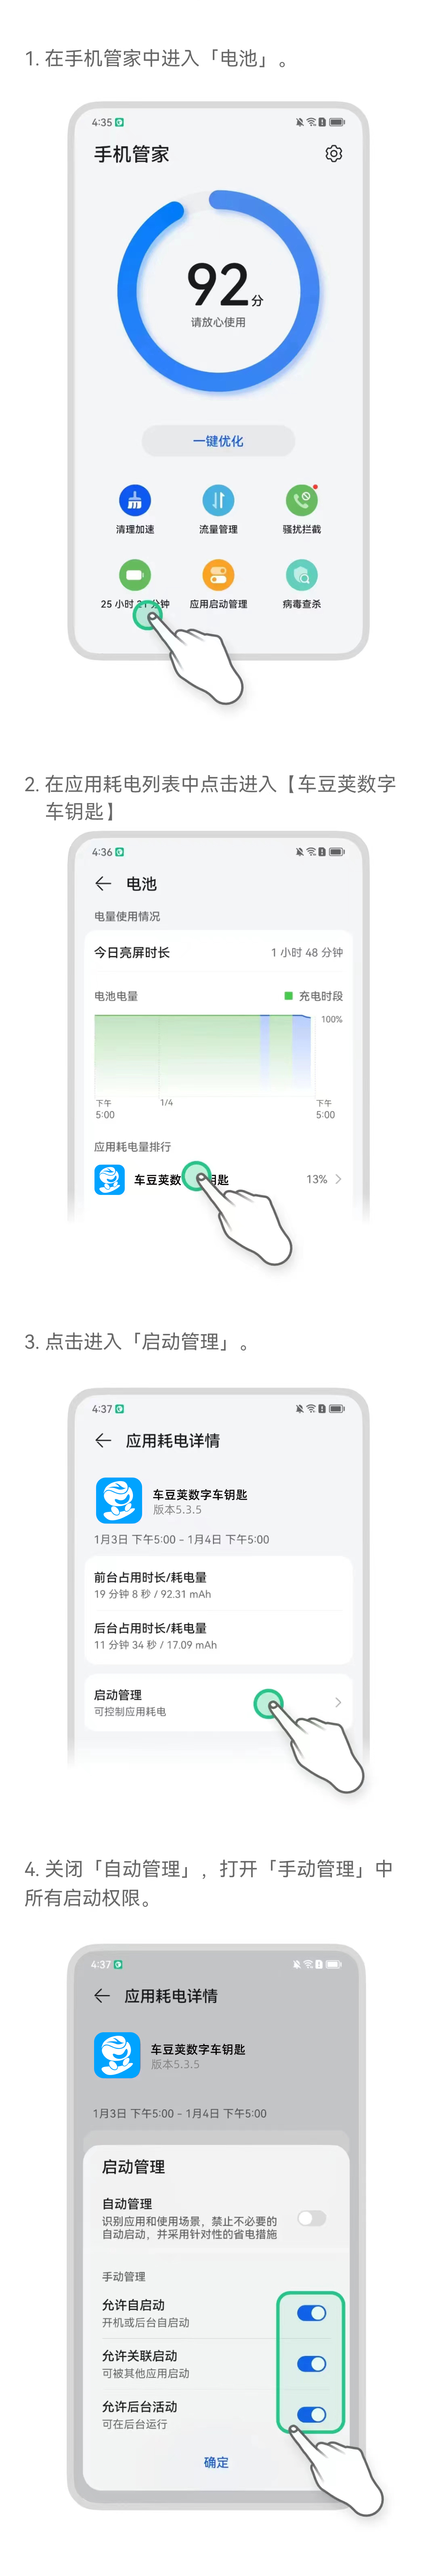 1. 在手机管家中进入「电池」。
4:35
手机管家
92分
请放心使用
一键优化
清理加速
流量管理
骚扰拦截
25 小时 分钟
应用启动管理
病毒查杀
2. 在应用耗电列表中点击进入【车豆荚数字
车钥匙】
4:36
电池
电量使用情况
今日亮屏时长
1 小时 48 分钟
电池电量
充电时段
100%
下午
5:00
1/4
下午
5:00
应用耗电量排行
车豆荚数 钥匙
13%
3. 点击进入「启动管理」。
4:37
应用耗电详情
车豆荚数字车钥匙
版本5.3.5
1月3日 下午5:00 - 1月4日 下午5:00
前台占用时长/耗电量
19 分钟 8 秒 / 92.31 mAh
后台占用时长/耗电量
11 分钟 34 秒 / 17.09 mAh
启动管理
可控制应用耗电
4. 关闭「自动管理」，打开「手动管理」中
所有启动权限。
4:37
应用耗电详情
车豆荚数字车钥匙
版本5.3.5
1月3日 下午5:00 - 1月4日 下午5:00
启动管理
自动管理
识别应用和使用场景，禁止不必要的
自动启动，并采用针对性的省电措施
手动管理
允许自启动
开机或后台自启动
允许关联启动
可被其他应用启动
允许后台活动
可在后台运行
确定